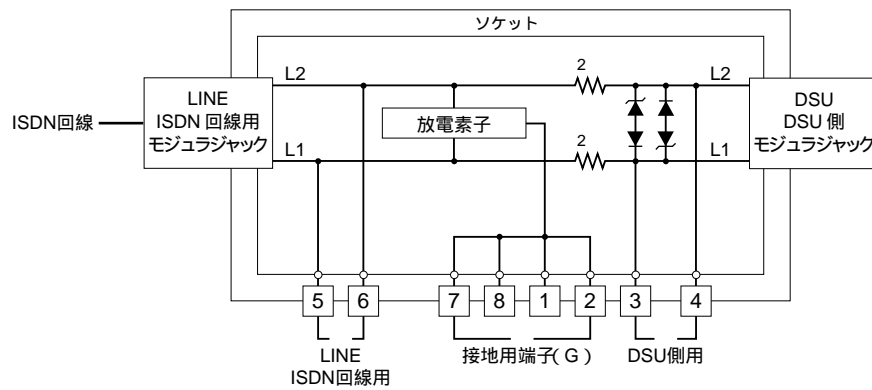 ソケット
L2
2
L2
LINE
ISDN 回線用
モジュラジャック
ISDN回線
放電素子
DSU
DSU 側
モジュラジャック
L1
2
L1
5
6
7
8
1
2
3
4
LINE
ISDN回線用
接地用端子( G )
DSU側用